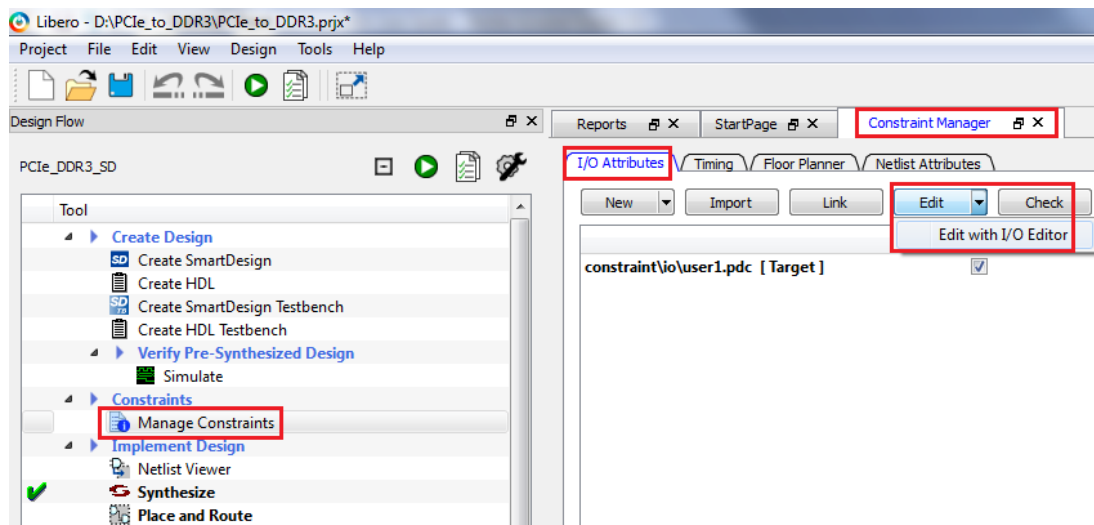 Libero - D:\PCIe_to_DDR3\PCIe_to_DDR3.prjx*
Project File Edit View Design Tools Help
Design Flow
PCIe_DDR3_SD
Tool
Create Design
SD Create SmartDesign
Create HDL
SD TB Create SmartDesign Testbench
Create HDL Testbench
Verify Pre-Synthesized Design
Simulate
Constraints
Manage Constraints
Implement Design
Netlist Viewer
Synthesize
Place and Route
Reports StartPage Constraint Manager
I/O Attributes Timing Floor Planner Netlist Attributes
New Import Link Edit Check
Edit with I/O Editor
constraint\io\user1.pdc [ Target ]